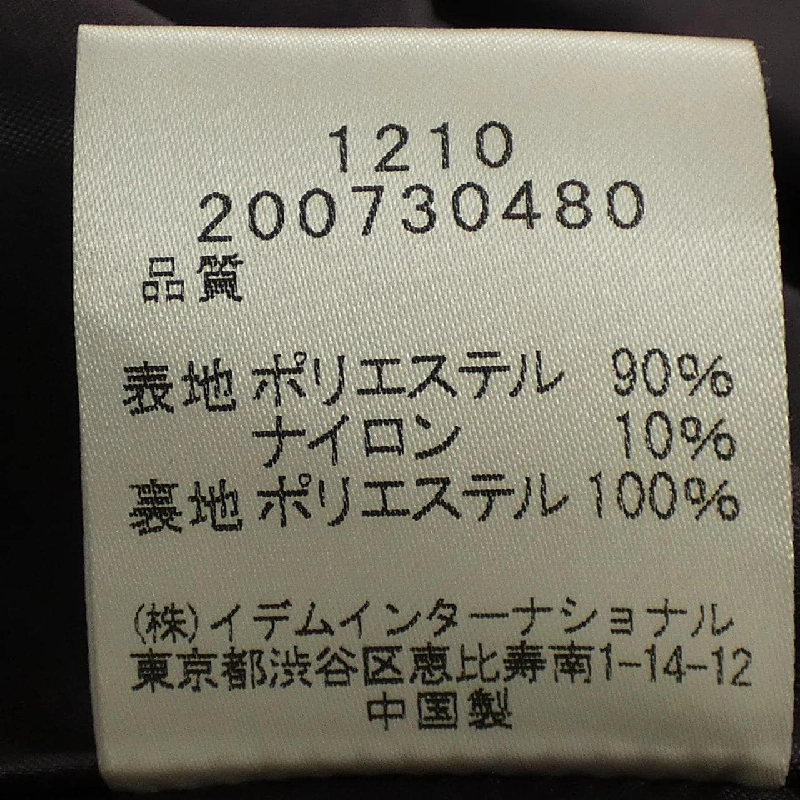 1210
200730480
品質
表地 ポリエステル 90%
ナイロン 10%
裏地 ポリエステル 100%
(株)イデムインターナショナル
東京都渋谷区恵比寿南1-14-12
中国製